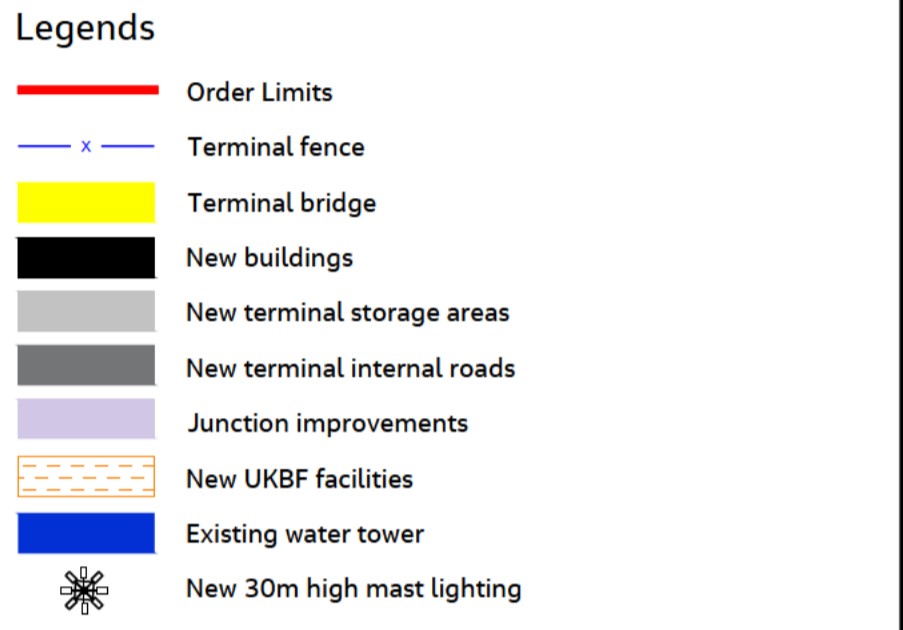 Legends
Order Limits
x Terminal fence
Terminal bridge
New buildings
New terminal storage areas
New terminal internal roads
Junction improvements
New UKBF facilities
Existing water tower
New 30m high mast lighting